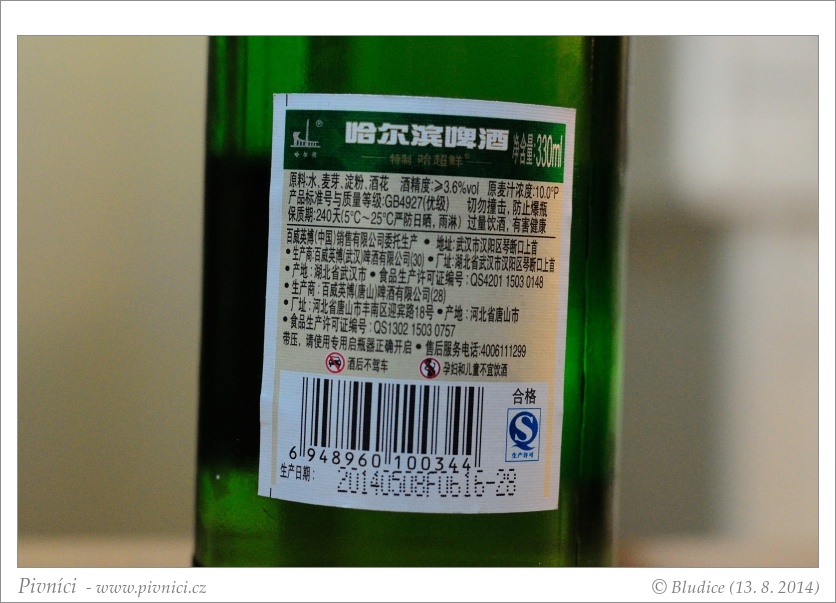 哈尔滨啤酒 净含量:330ml
哈尔滨
特制 哈超鲜
原料:水、麦芽、淀粉、酒花 酒精度:⩾3.6%vol 原麦汁浓度:10.0°P
产品标准号与质量等级:GB4927(优级) 切勿撞击,防止爆瓶
保质期:240天(5°C～25°C严防日晒,雨淋) 过量饮酒,有害健康
百威英博(中国)销售有限公司委托生产 • 地址:武汉市汉阳区琴断口上首
• 生产商:百威英博(武汉)啤酒有限公司(30) • 厂址:湖北省武汉市汉阳区琴断口上首
• 产地:湖北省武汉市 • 食品生产许可证编号:QS4201 1503 0148
• 生产商:百威英博(唐山)啤酒有限公司(28)
• 厂址:河北省唐山市丰南区迎宾路18号 • 产地:河北省唐山市
• 食品生产许可证编号:QS1302 1503 0757
带压,请使用专用启瓶器正确开启 • 售后服务电话:4006111299
酒后不驾车 孕妇和儿童不宜饮酒
合格
QS
生产许可
6 948960 100344
生产日期: 20140508F0616-28
Pivníci - www.pivnici.cz
© Bludice (13. 8. 2014)